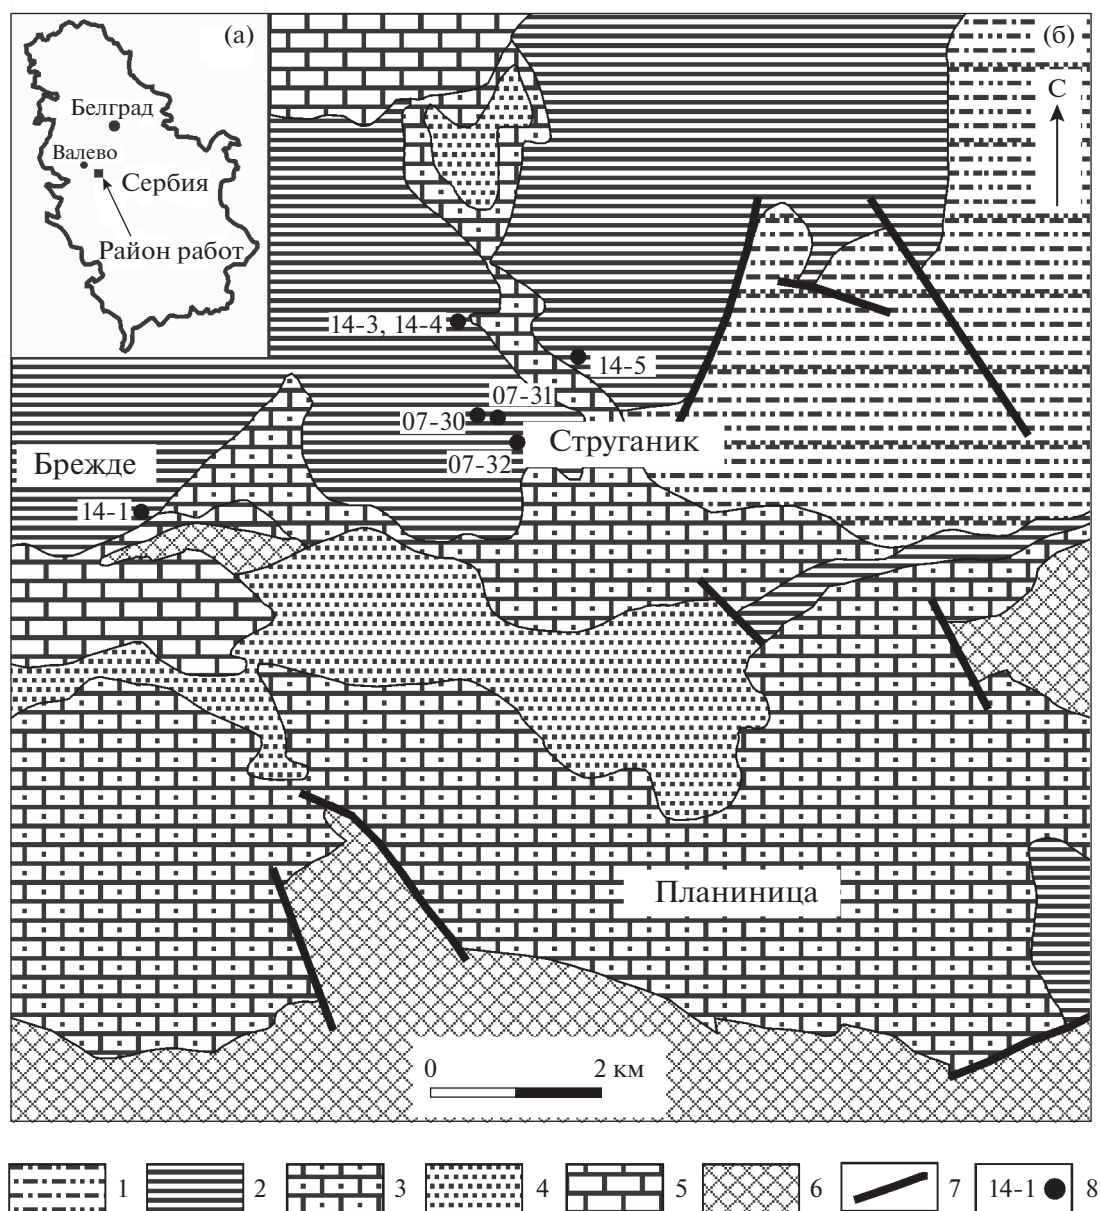 (а)
Белград
Валево
Сербия
Район работ
(б)
С
14-3, 14-4
14-5
07-31
07-30
07-32
Струганик
Брежде
14-1
Планиница
0 2 км
1 2 3 4 5 6 7 14-1 8